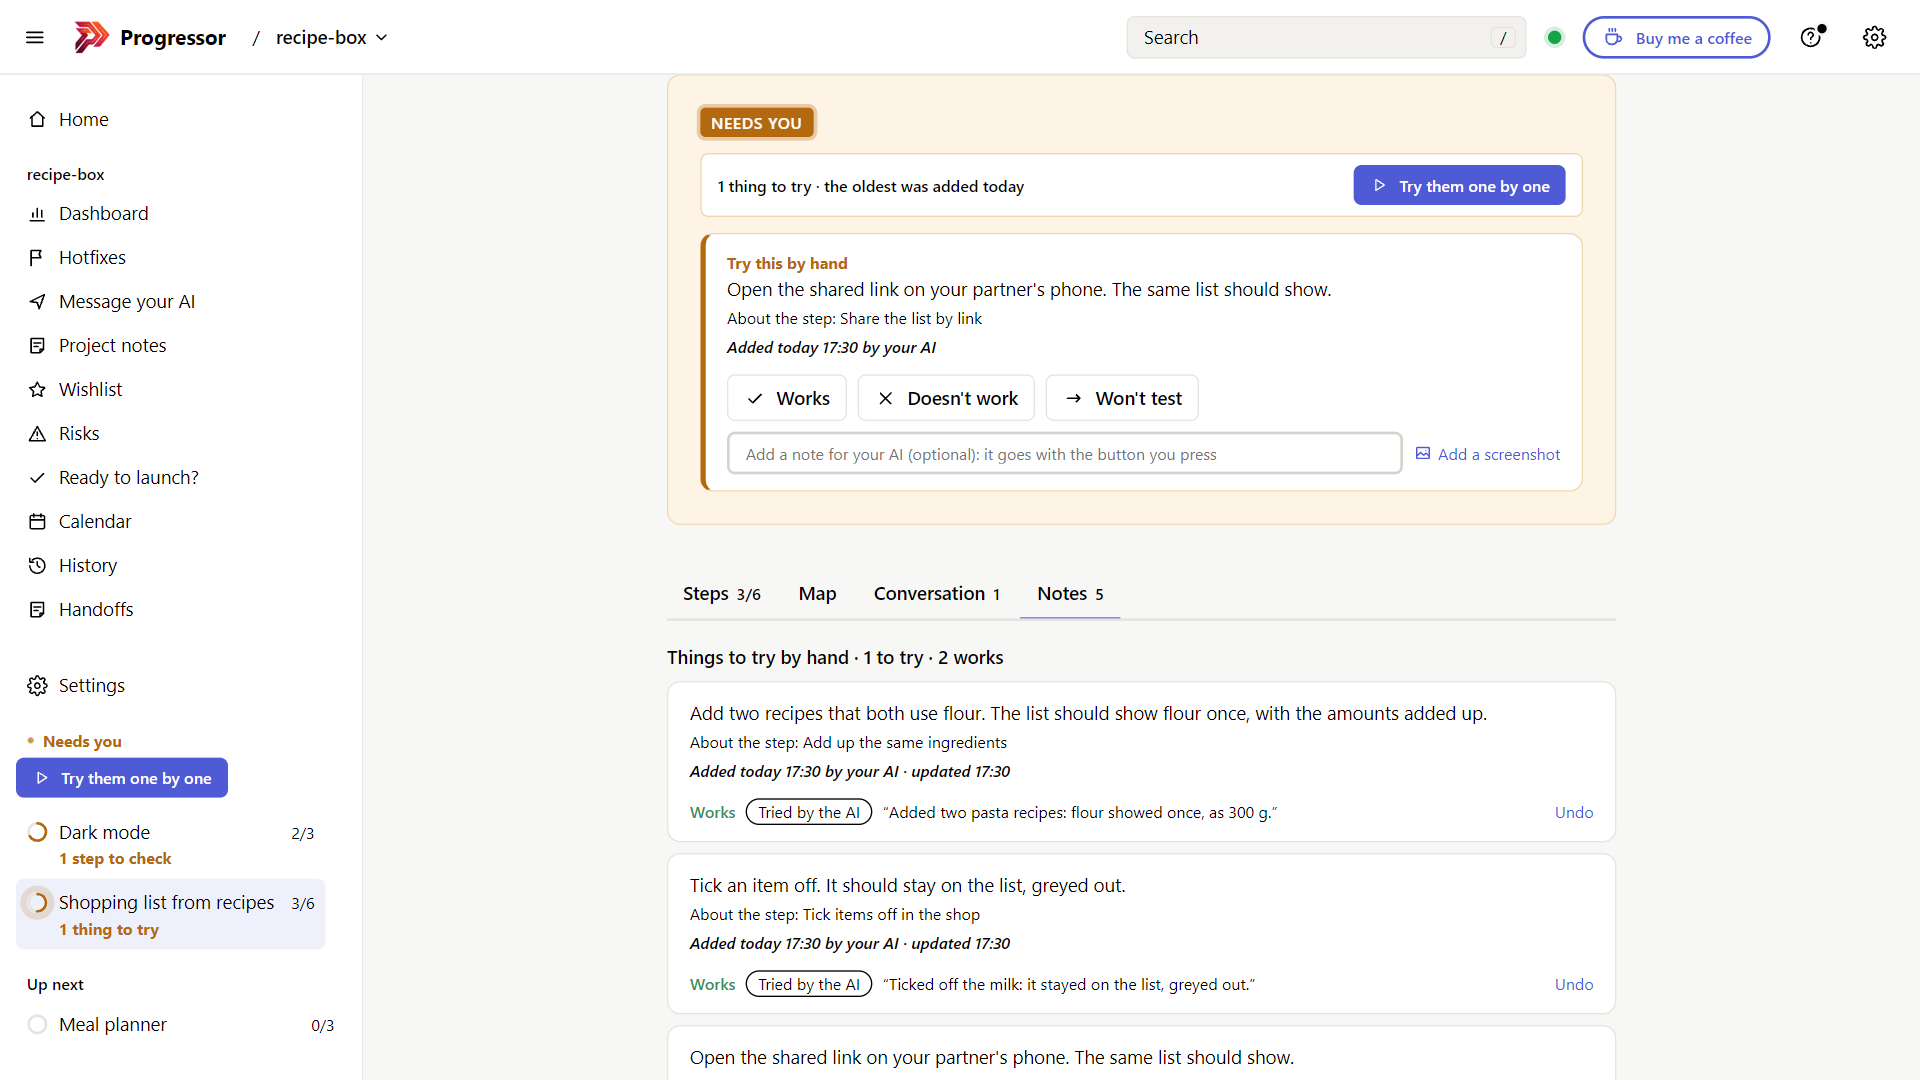 Progressor / recipe-box
Search /
Buy me a coffee
Home
recipe-box
Dashboard
Hotfixes
Message your AI
Project notes
Wishlist
Risks
Ready to launch?
Calendar
History
Handoffs
Settings
Needs you
Try them one by one
Dark mode 2/3
1 step to check
Shopping list from recipes 3/6
1 thing to try
Up next
Meal planner 0/3
NEEDS YOU
1 thing to try · the oldest was added today
Try them one by one
Try this by hand
Open the shared link on your partner's phone. The same list should show.
About the step: Share the list by link
Added today 17:30 by your AI
Works
Doesn't work
Won't test
Add a note for your AI (optional): it goes with the button you press
Add a screenshot
Steps 3/6
Map
Conversation 1
Notes 5
Things to try by hand · 1 to try · 2 works
Add two recipes that both use flour. The list should show flour once, with the amounts added up.
About the step: Add up the same ingredients
Added today 17:30 by your AI · updated 17:30
Works Tried by the AI “Added two pasta recipes: flour showed once, as 300 g.” Undo
Tick an item off. It should stay on the list, greyed out.
About the step: Tick items off in the shop
Added today 17:30 by your AI · updated 17:30
Works Tried by the AI “Ticked off the milk: it stayed on the list, greyed out.” Undo
Open the shared link on your partner's phone. The same list should show.